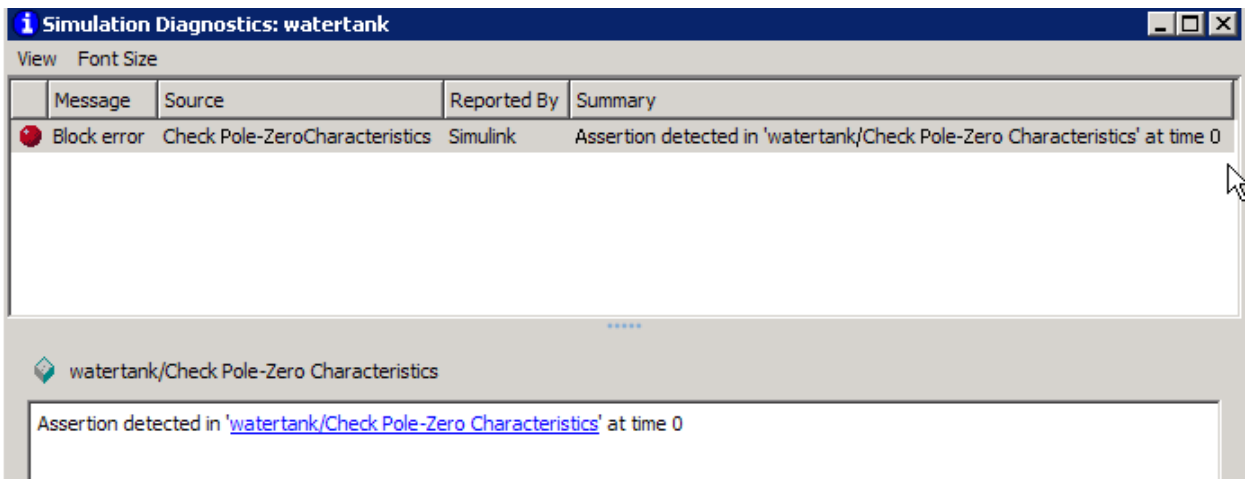 Simulation Diagnostics: watertank
View Font Size
Message Source Reported By Summary
Block error Check Pole-ZeroCharacteristics Simulink Assertion detected in 'watertank/Check Pole-Zero Characteristics' at time 0
watertank/Check Pole-Zero Characteristics
Assertion detected in 'watertank/Check Pole-Zero Characteristics' at time 0